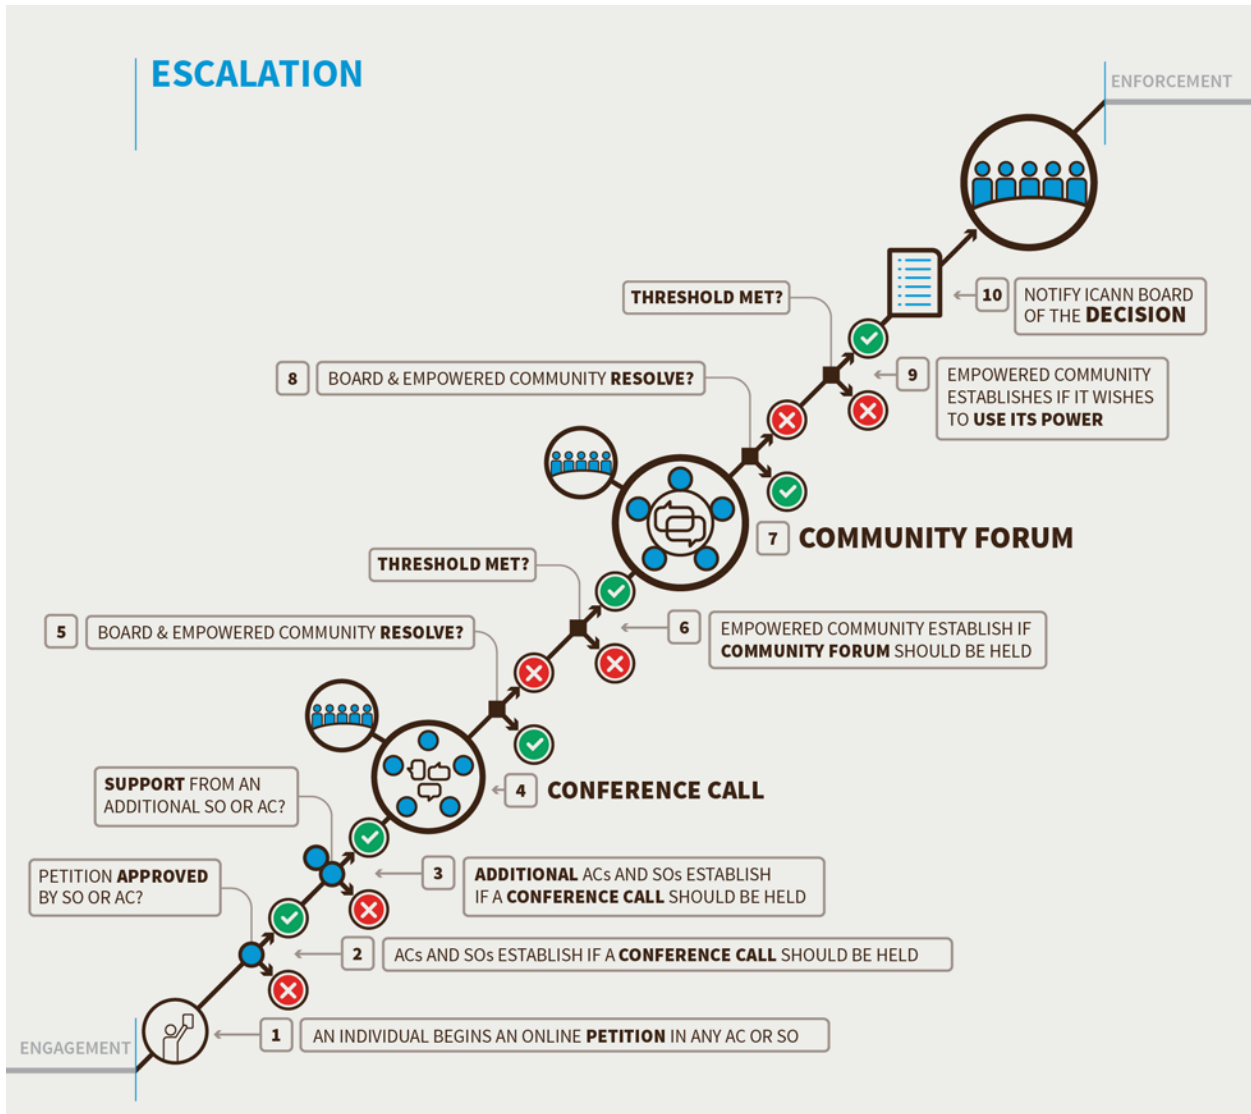 ESCALATION
ENFORCEMENT
THRESHOLD MET?
10
NOTIFY ICANN BOARD
OF THE DECISION
8
BOARD & EMPOWERED COMMUNITY RESOLVE?
9
EMPOWERED COMMUNITY
ESTABLISHES IF IT WISHES
TO USE ITS POWER
7
COMMUNITY FORUM
THRESHOLD MET?
5
BOARD & EMPOWERED COMMUNITY RESOLVE?
6
EMPOWERED COMMUNITY ESTABLISH IF
COMMUNITY FORUM SHOULD BE HELD
SUPPORT FROM AN
ADDITIONAL SO OR AC?
4
CONFERENCE CALL
PETITION APPROVED
BY SO OR AC?
3
ADDITIONAL ACs AND SOs ESTABLISH
IF A CONFERENCE CALL SHOULD BE HELD
2
ACs AND SOs ESTABLISH IF A CONFERENCE CALL SHOULD BE HELD
1
AN INDIVIDUAL BEGINS AN ONLINE PETITION IN ANY AC OR SO
ENGAGEMENT